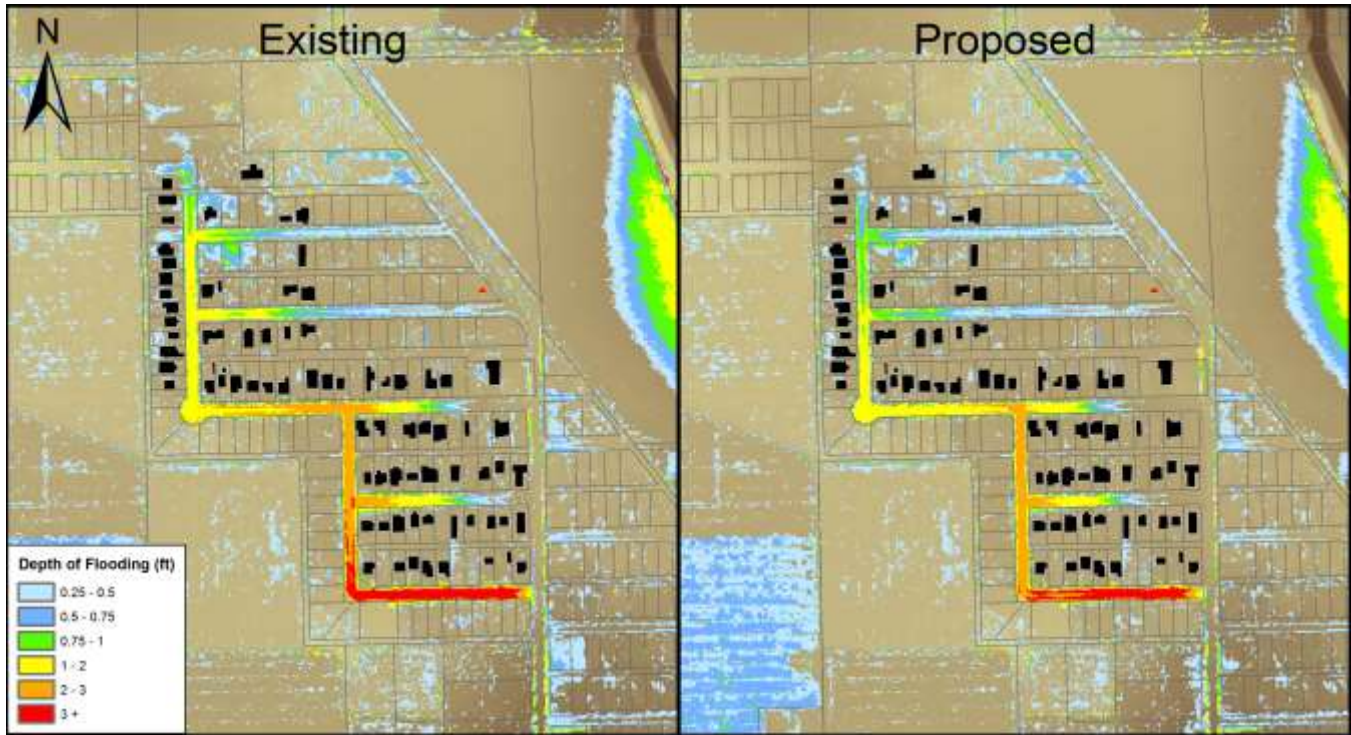 N
Existing
Proposed
Depth of Flooding (ft)
0.25 - 0.5
0.5 - 0.75
0.75 - 1
1 - 2
2 - 3
3 +